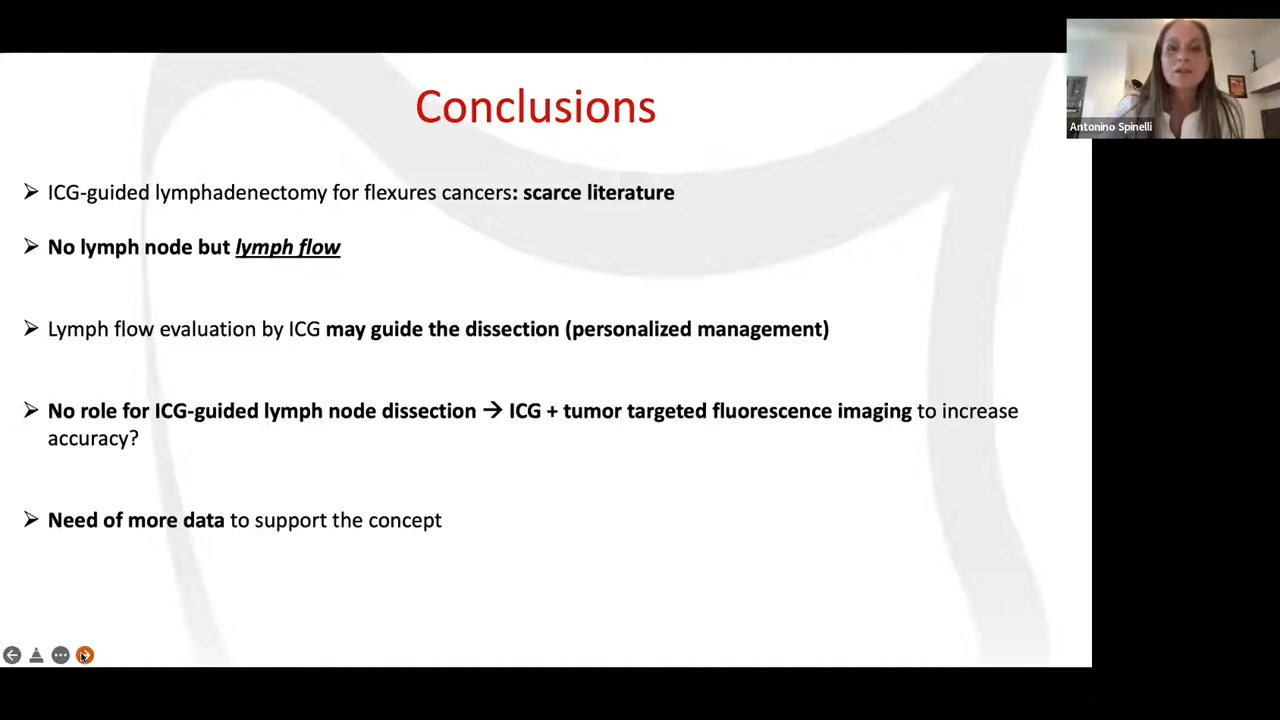 Conclusions
Antonino Spinelli
➢ ICG-guided lymphadenectomy for flexures cancers: scarce literature
➢ No lymph node but lymph flow
➢ Lymph flow evaluation by ICG may guide the dissection (personalized management)
➢ No role for ICG-guided lymph node dissection → ICG + tumor targeted fluorescence imaging to increase
accuracy?
➢ Need of more data to support the concept